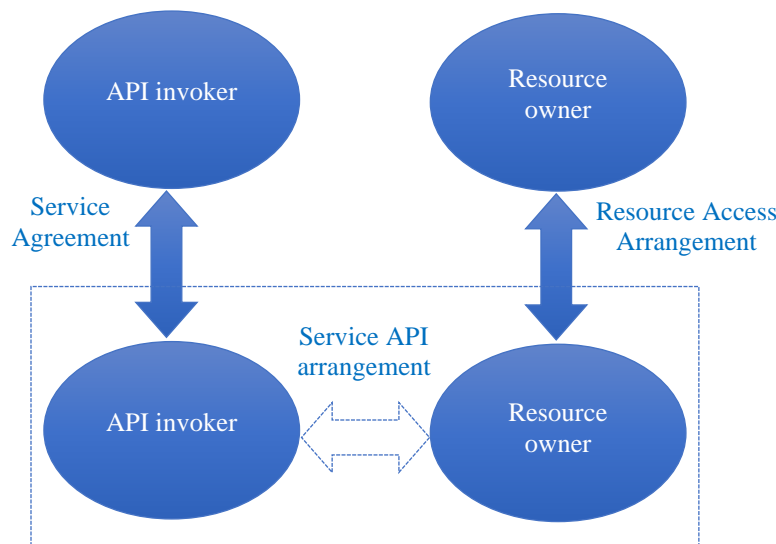 API invoker
Resource
owner
Service
Agreement
Resource Access
Arrangement
Service API
arrangement
API invoker
Resource
owner